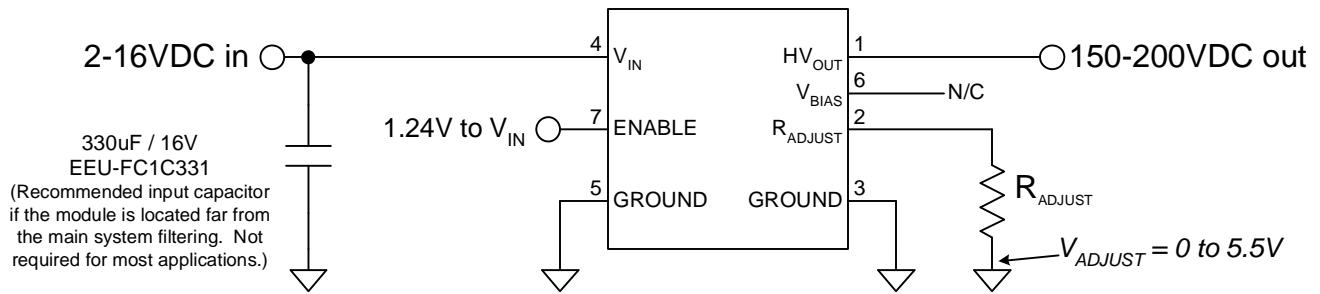 2-16VDC in
4
V_IN
HV_OUT
1
150-200VDC out
V_BIAS
6
N/C
1.24V to V_IN
7
ENABLE
R_ADJUST
2
330uF / 16V
EEU-FC1C331
(Recommended input capacitor
if the module is located far from
the main system filtering. Not
required for most applications.)
5
GROUND
GROUND
3
R_ADJUST
V_ADJUST = 0 to 5.5V